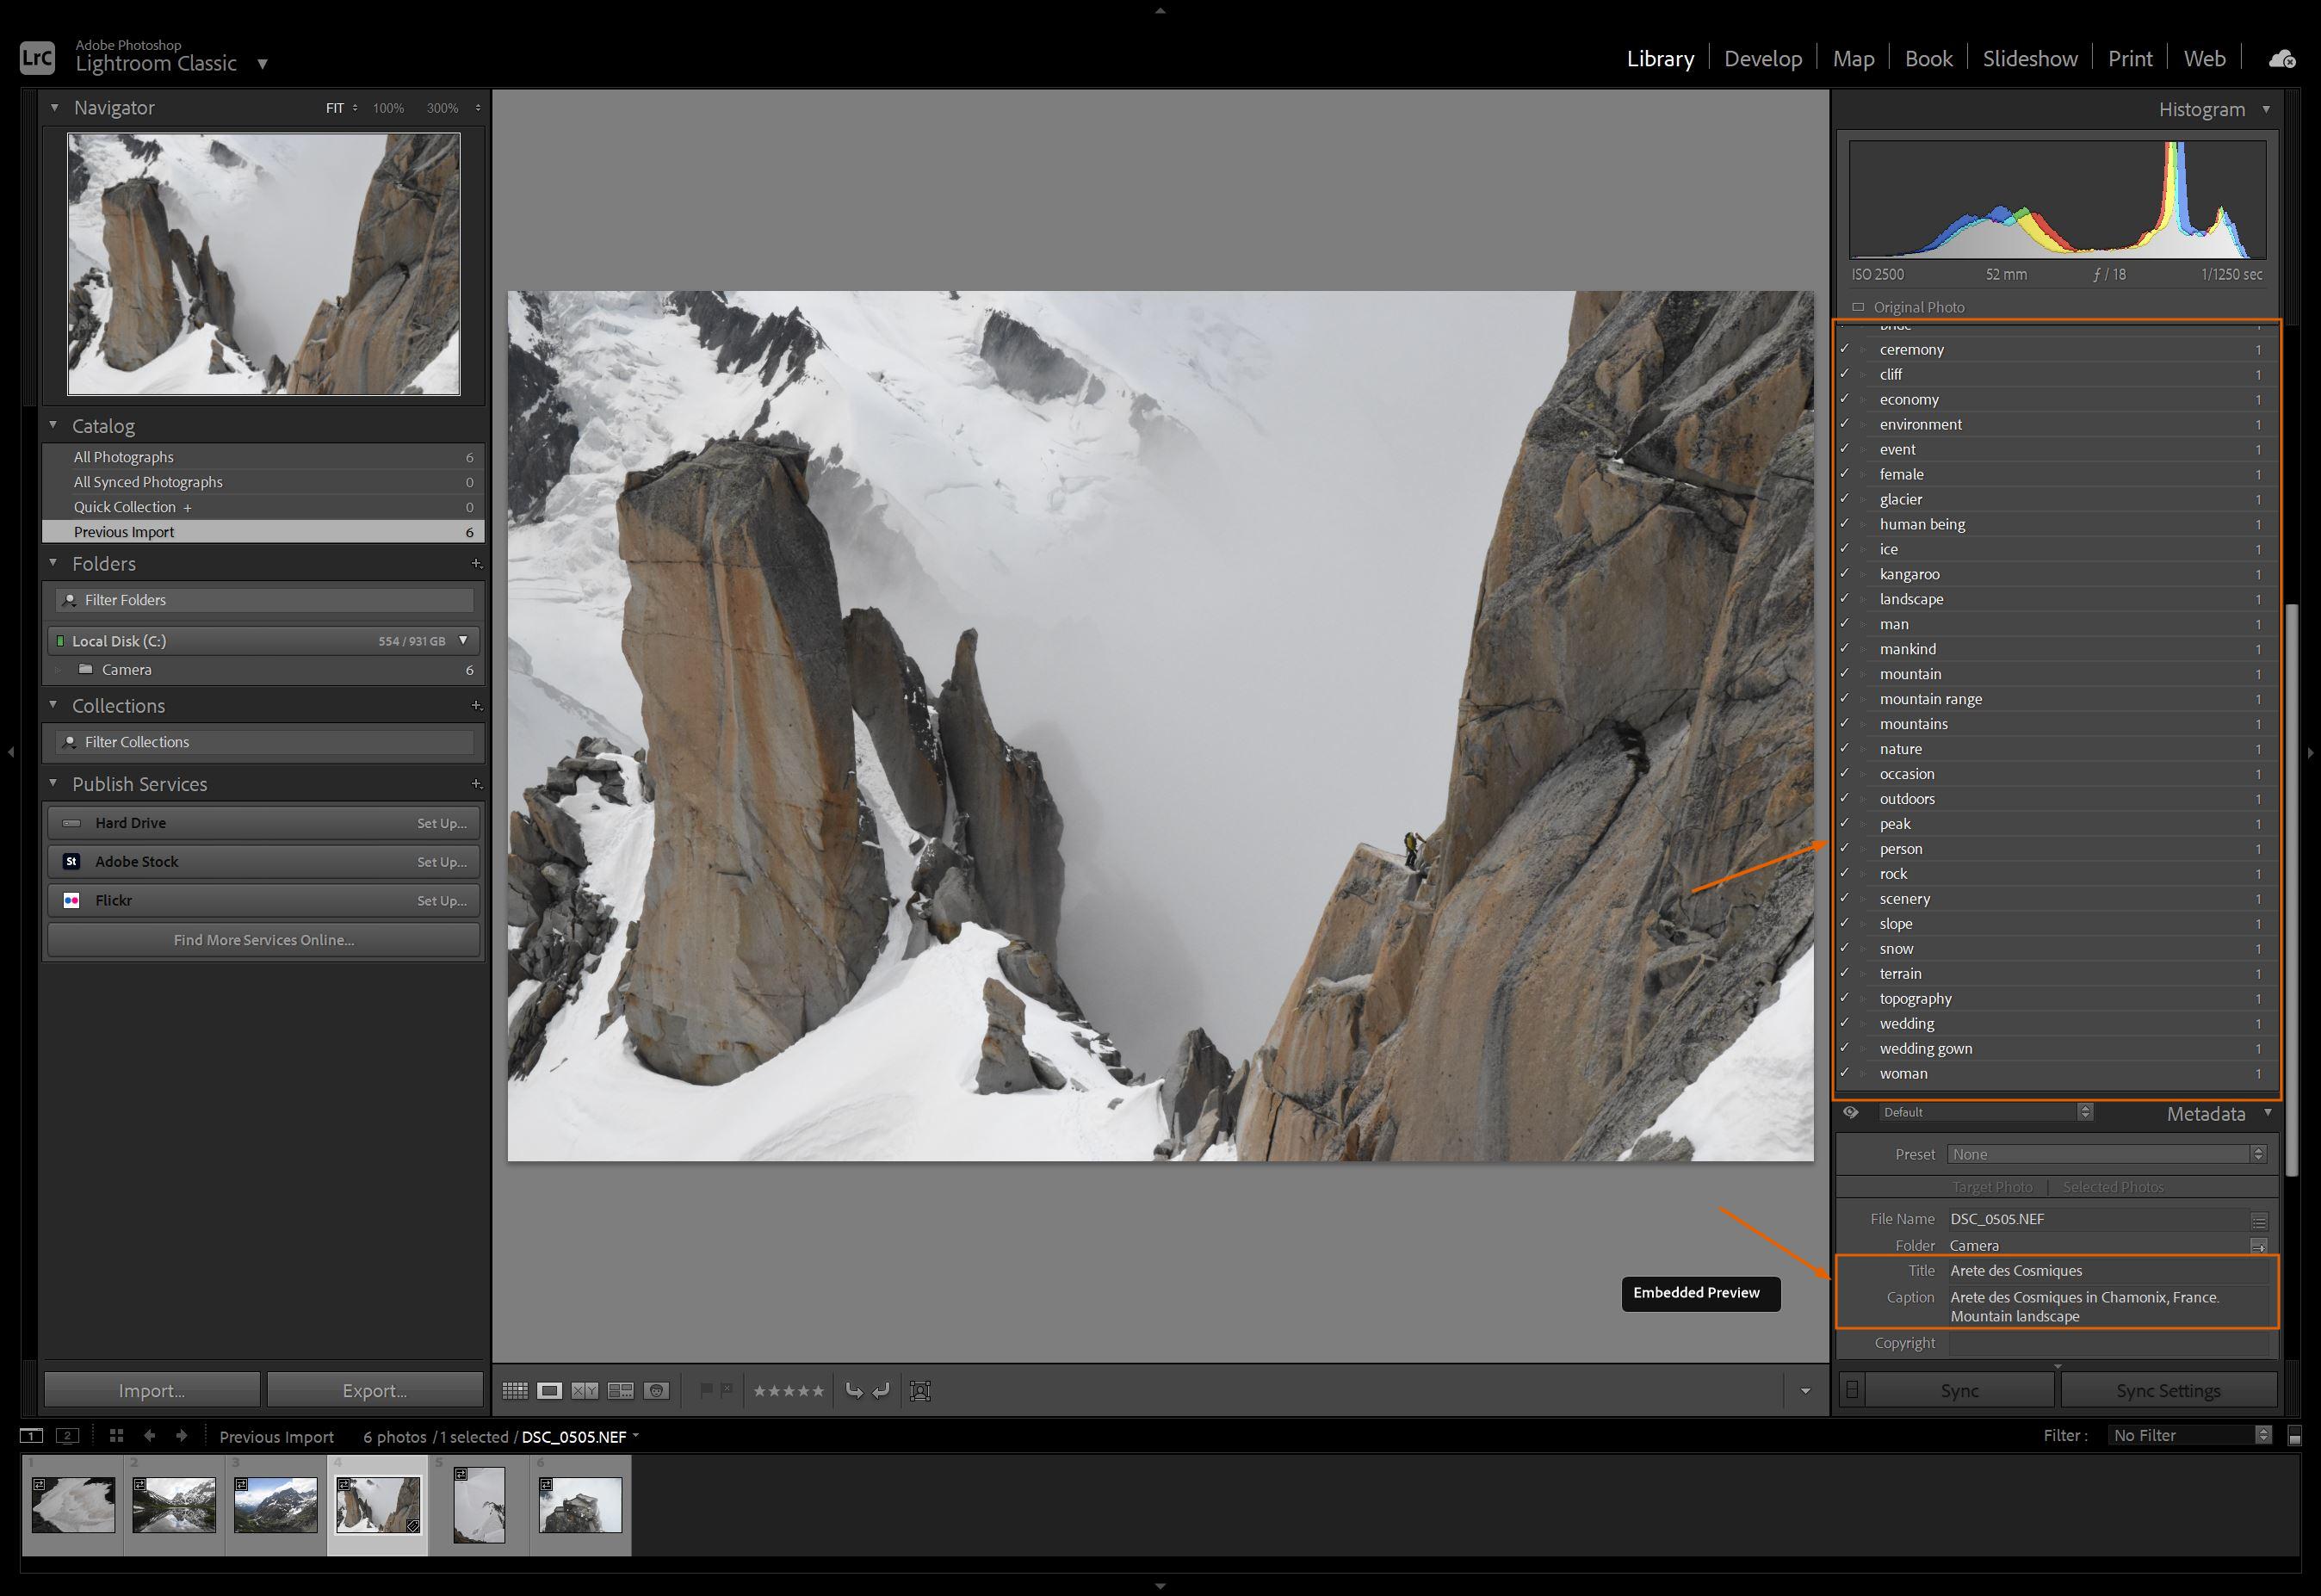 LrC
Adobe Photoshop
Lightroom Classic
Library
Develop
Map
Book
Slideshow
Print
Web
Navigator
FIT
100%
300%
Catalog
All Photographs 6
All Synced Photographs 0
Quick Collection + 0
Previous Import 6
Folders
Filter Folders
Local Disk (C:) 554 / 931 GB
Camera 6
Collections
Filter Collections
Publish Services
Hard Drive Set Up...
St Adobe Stock Set Up...
Flickr Set Up...
Find More Services Online...
Import...
Export...
Embedded Preview
XY
Histogram
ISO 2500 52 mm ƒ / 18 1/1250 sec
Original Photo
bride 1
ceremony 1
cliff 1
economy 1
environment 1
event 1
female 1
glacier 1
human being 1
ice 1
kangaroo 1
landscape 1
man 1
mankind 1
mountain 1
mountain range 1
mountains 1
nature 1
occasion 1
outdoors 1
peak 1
person 1
rock 1
scenery 1
slope 1
snow 1
terrain 1
topography 1
wedding 1
wedding gown 1
woman 1
Default
Metadata
Preset None
Target Photo Selected Photos
File Name DSC_0505.NEF
Folder Camera
Title Arete des Cosmiques
Caption Arete des Cosmiques in Chamonix, France.
Mountain landscape
Copyright
Sync
Sync Settings
1 2
Previous Import
6 photos / 1 selected / DSC_0505.NEF
Filter : No Filter
1 2 3 4 5 6